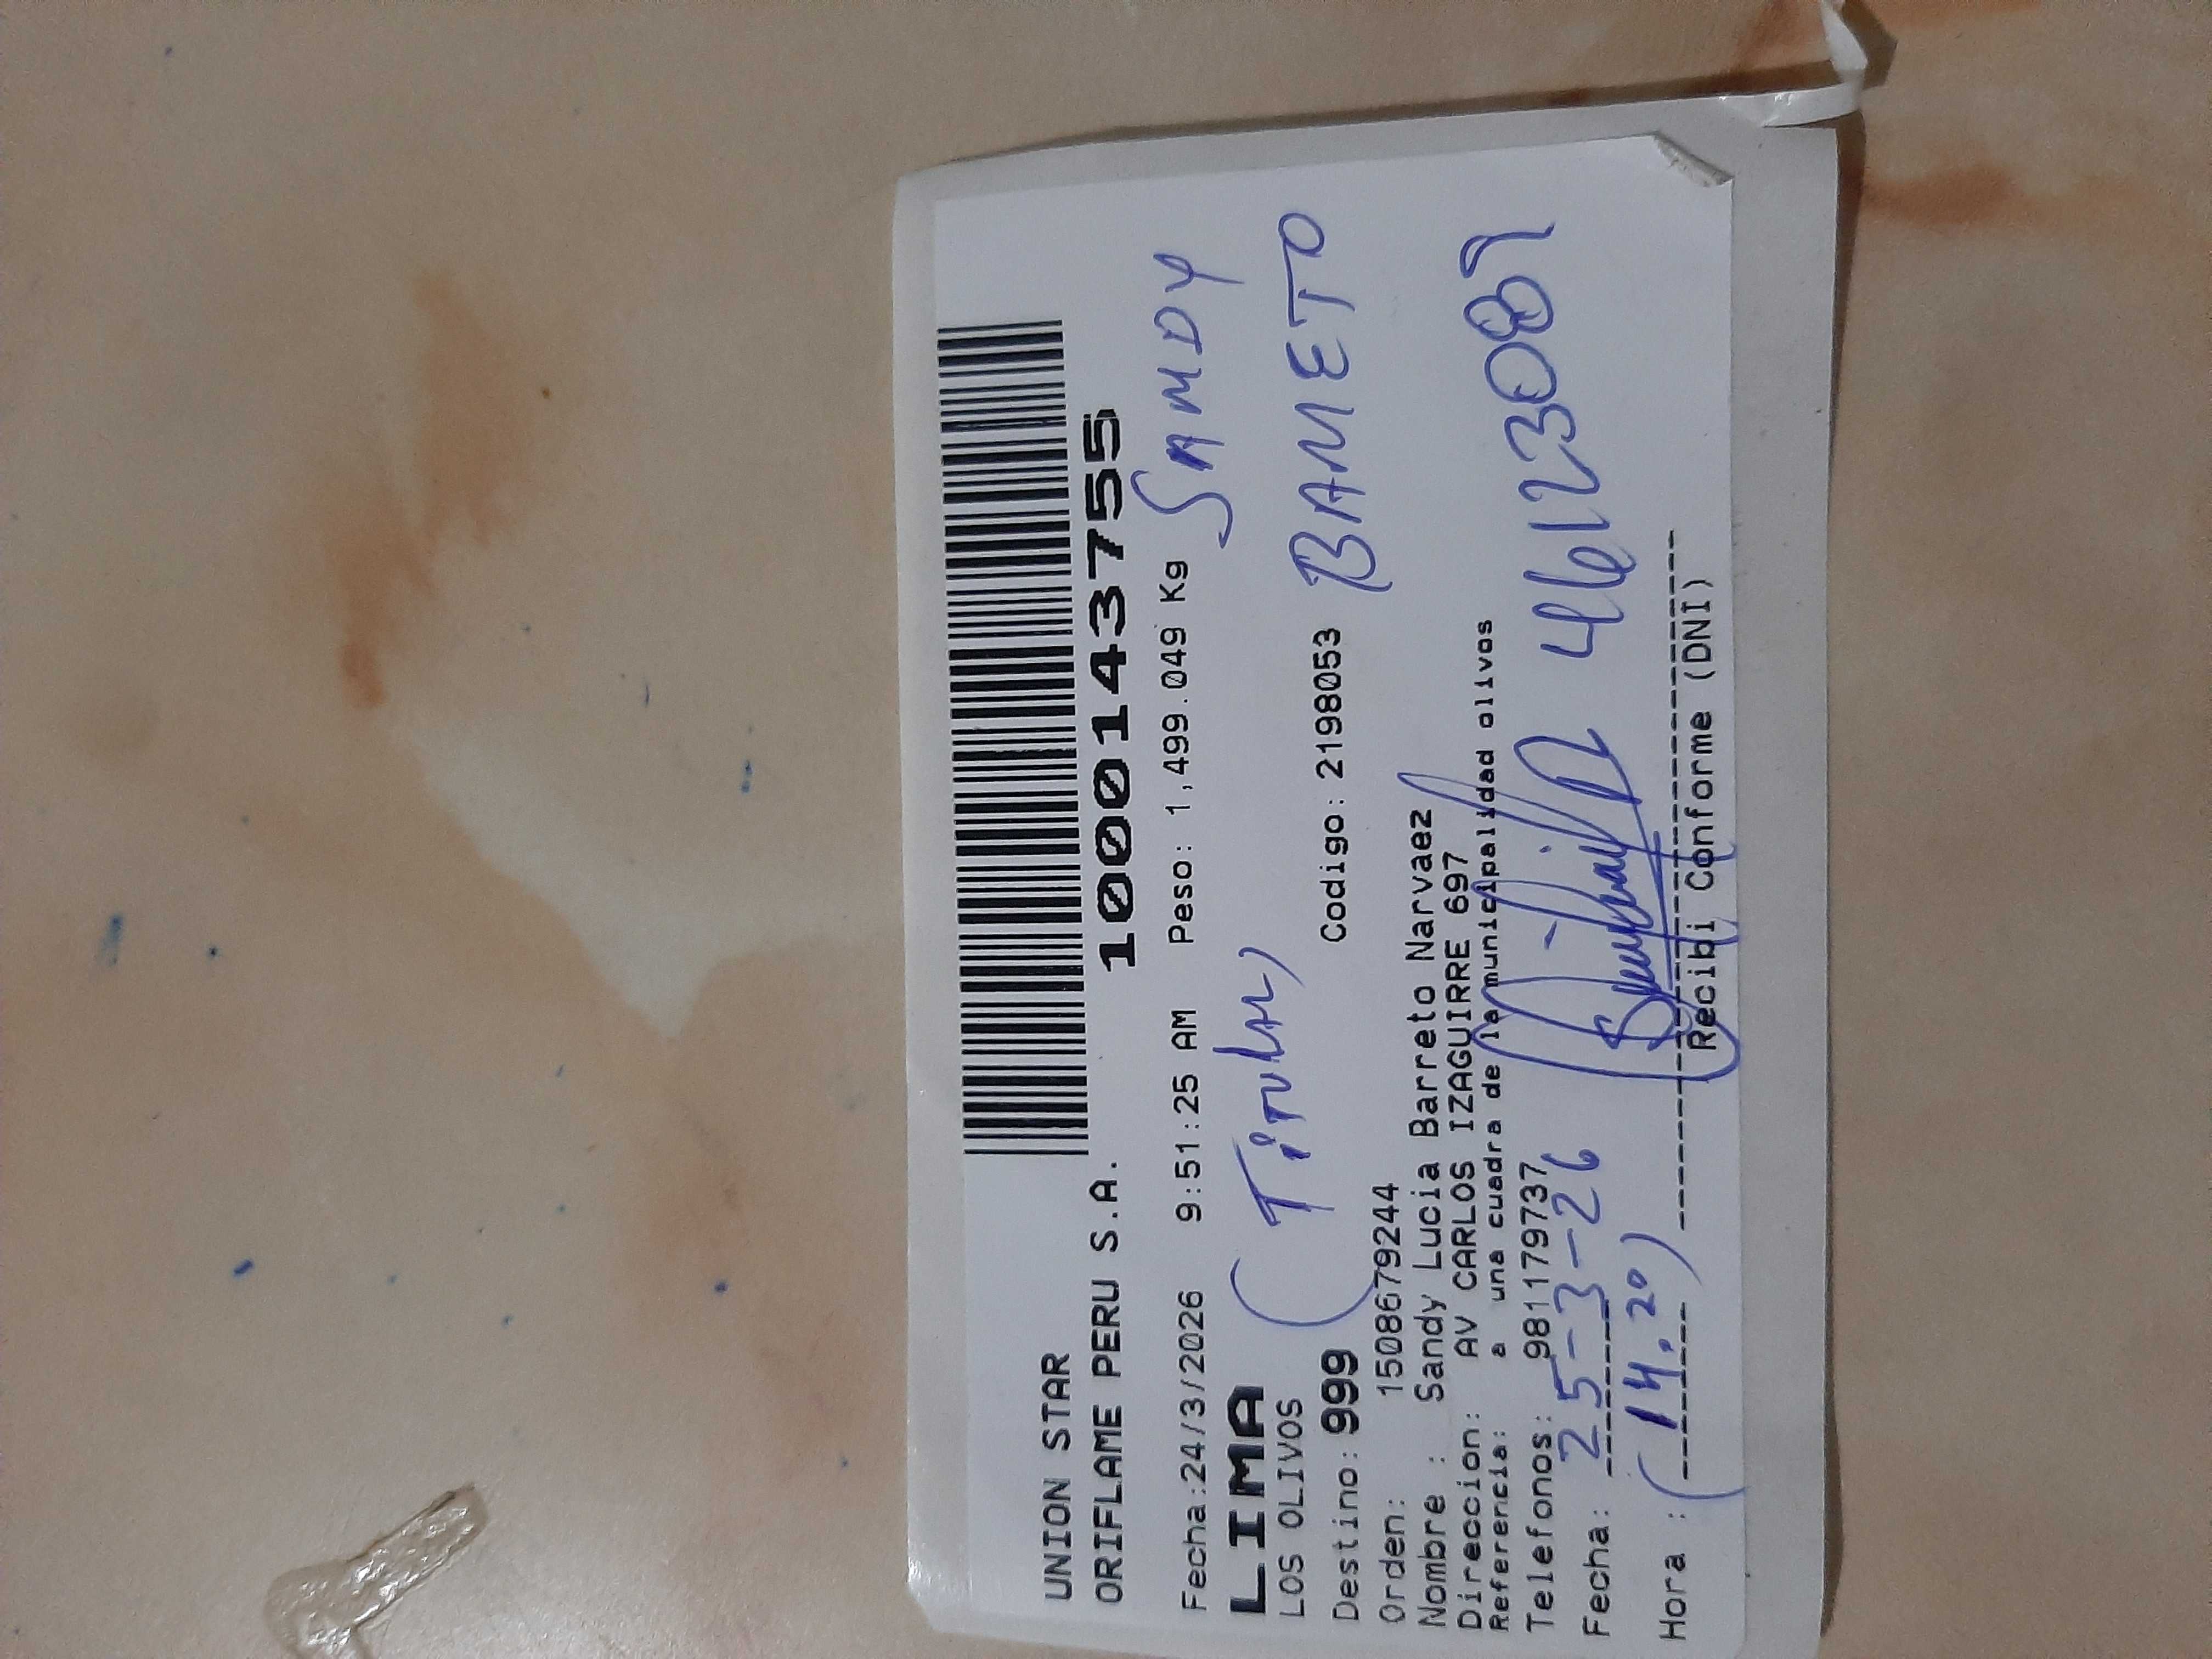 UNION STAR
ORIFLAME PERU S.A. 1000143755
Fecha:24/3/2026 9:51:25 AM Peso: 1,499.049 Kg SANDY
LIMA (TITULAR)
LOS OLIVOS
BARRETO
Destino: 999 Codigo: 2198053
Orden: 1508679244
Nombre : Sandy Lucia Barreto Narvaez
Direccion: AV CARLOS IZAGUIRRE 697
Referencia: a una cuadra de la municipalidad olivos
Telefonos: 981179737
Fecha: 25-3-26 46123089
Hora : (14.20)
Recibi Conforme (DNI)